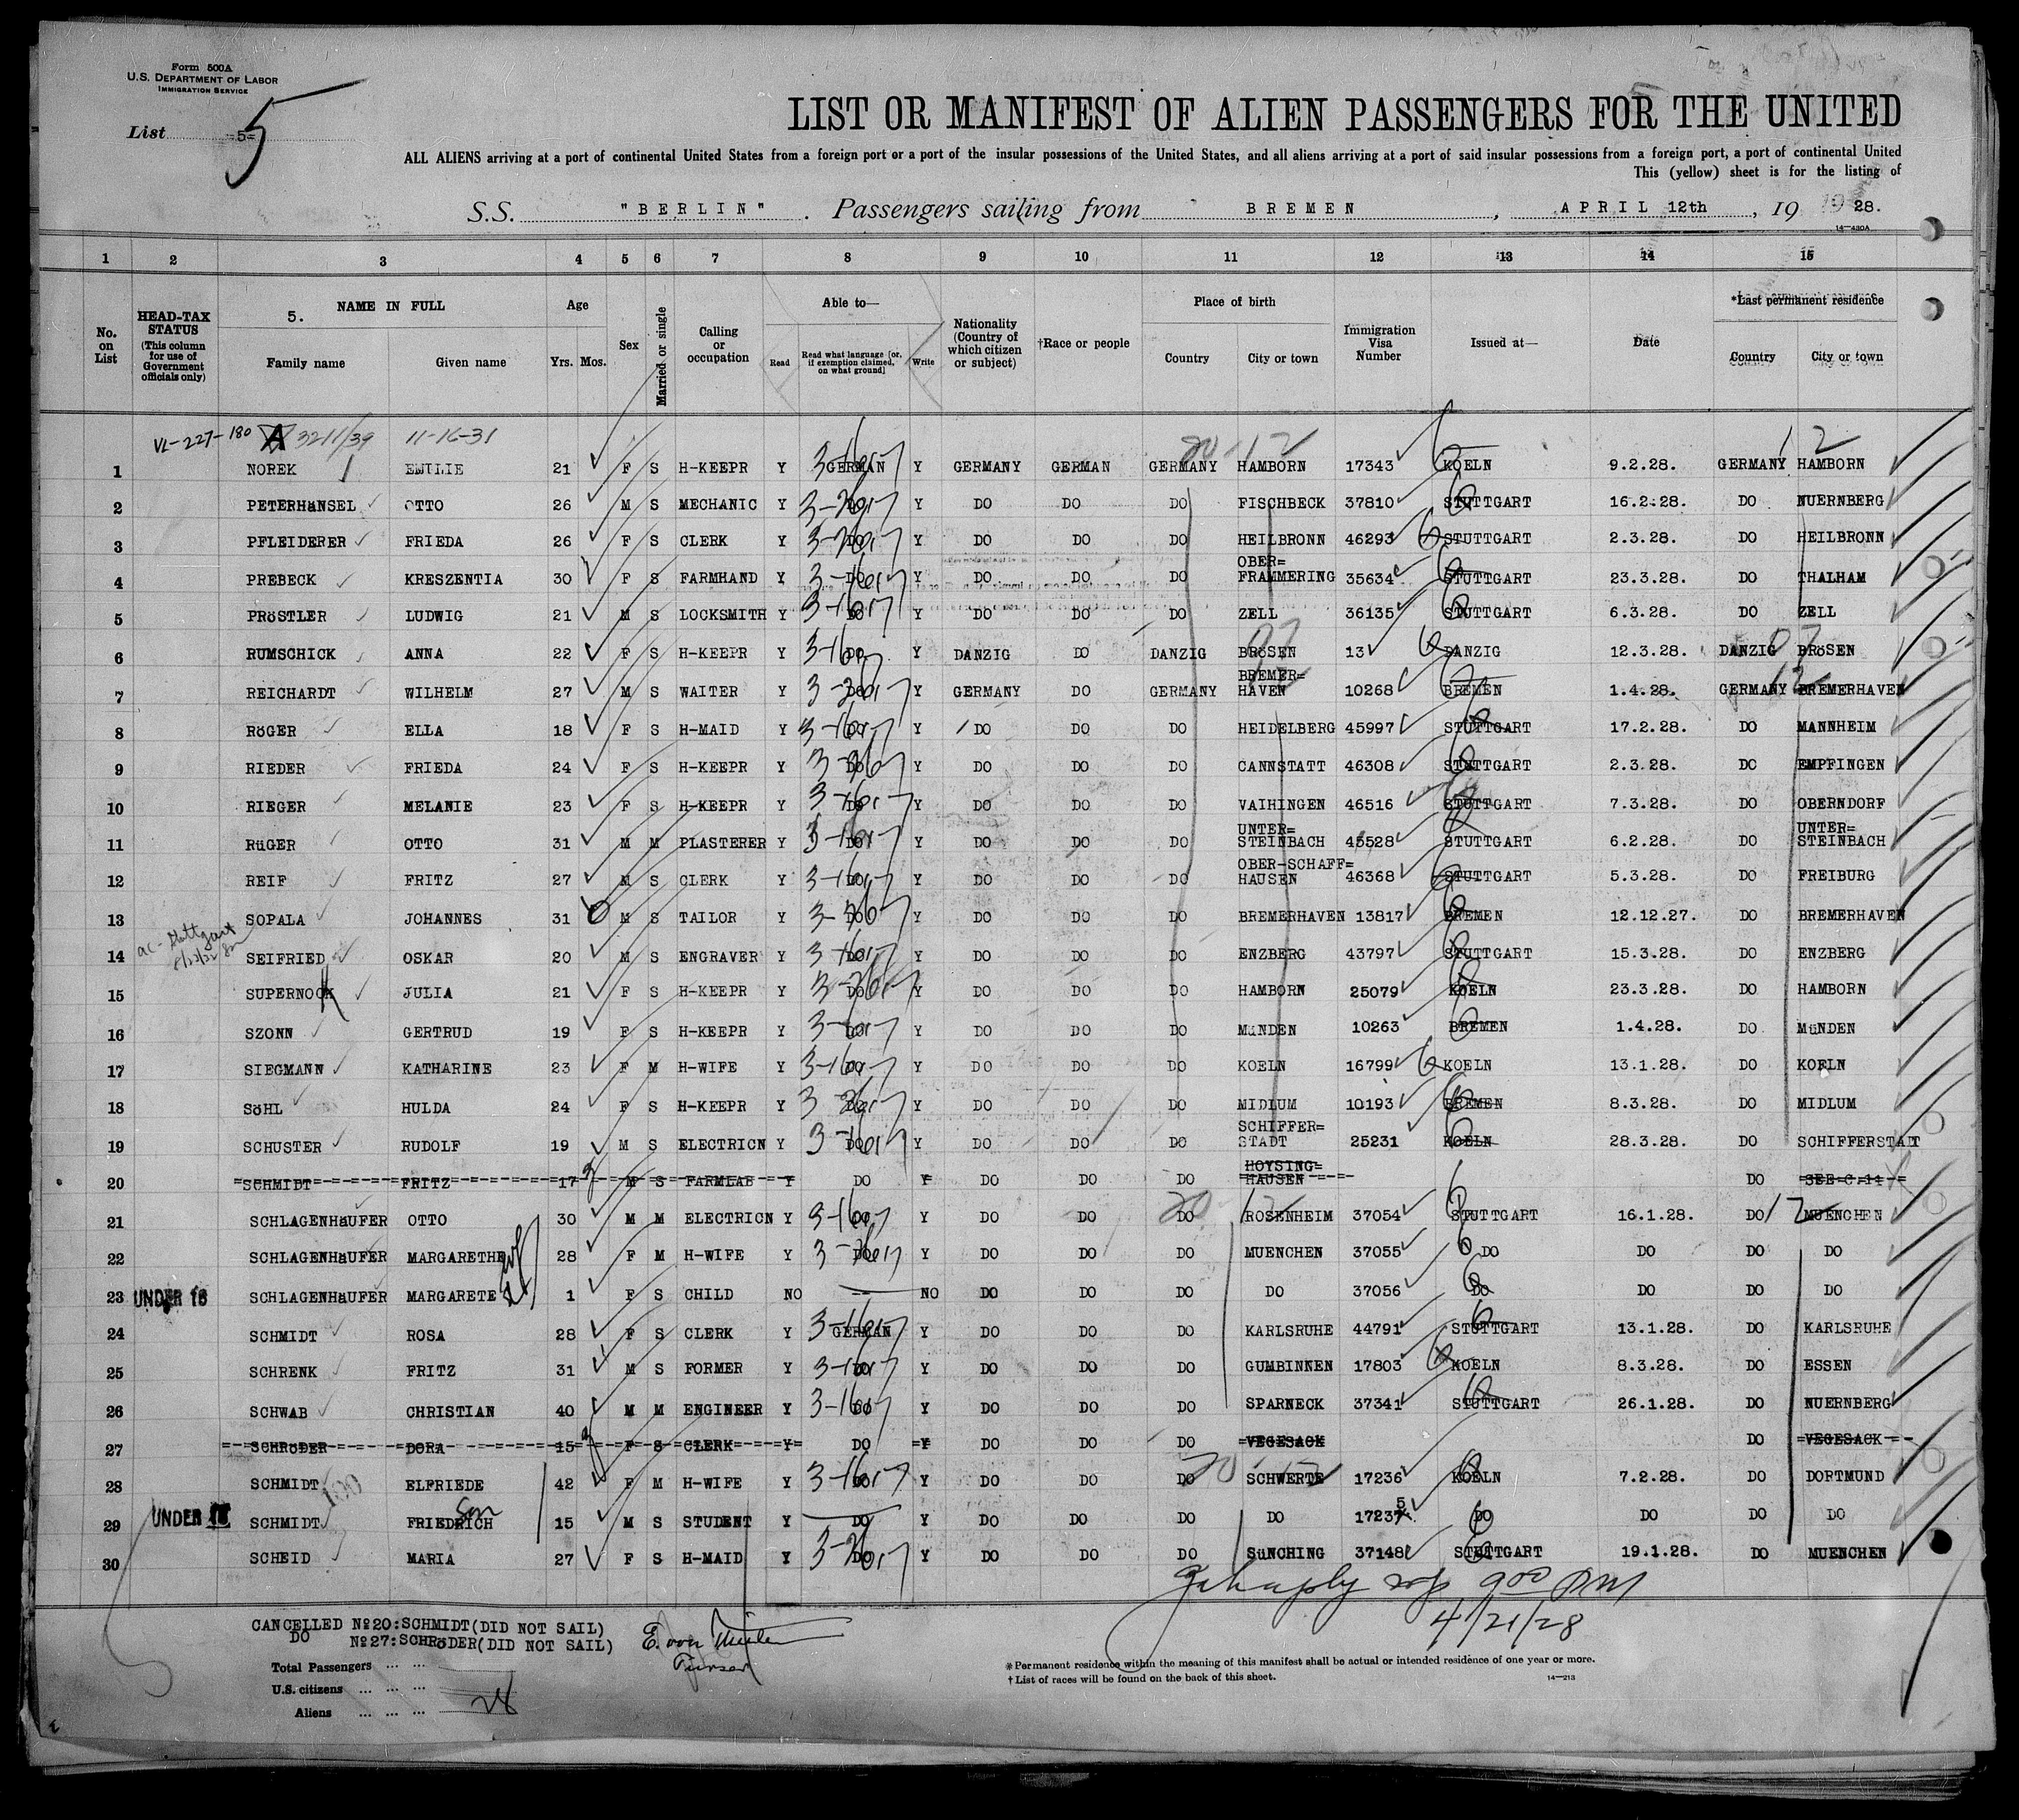 Form 500A
U.S. DEPARTMENT OF LABOR
IMMIGRATION SERVICE
List -5- 5
LIST OR MANIFEST OF ALIEN PASSENGERS FOR THE UNITED
ALL ALIENS arriving at a port of continental United States from a foreign port or a port of the insular possessions of the United States, and all aliens arriving at a port of said insular possessions from a foreign port, a port of continental United
This (yellow) sheet is for the listing of
S.S. "BERLIN" . Passengers sailing from BREMEN , APRIL 12th , 19 28.
14-430A
1 2 3 4 5 6 7 8 9 10 11 12 13 14 15
No. on List
HEAD-TAX STATUS (This column for use of Government officials only)
5. NAME IN FULL
Family name Given name
Age
Yrs. Mos.
Sex
Married or single
Calling or occupation
Able to—
Read
Read what language [or, if exemption claimed, on what ground]
Write
Nationality (Country of which citizen or subject)
†Race or people
Place of birth
Country City or town
Immigration Visa Number
Issued at—
Date
*Last permanent residence
Country City or town
VL-227-180 A 3211/39 11-16-31 20-12 12
1 NOREK EMILIE 21 F S H-KEEPR Y GERMAN Y GERMANY GERMAN GERMANY HAMBORN 17343 KOELN 9.2.28. GERMANY HAMBORN
2 PETERHäNSEL OTTO 26 M S MECHANIC Y DO Y DO DO DO FISCHBECK 37810 STUTTGART 16.2.28. DO NUERNBERG
3 PFLEIDERER FRIEDA 26 F S CLERK Y DO Y DO DO DO HEILBRONN 46293 STUTTGART 2.3.28. DO HEILBRONN
4 PREBECK KRESZENTIA 30 F S FARMHAND Y DO Y DO DO DO OBER= FRAMMERING 35634 STUTTGART 23.3.28. DO THALHAM
5 PRöSTLER LUDWIG 21 M S LOCKSMITH Y DO Y DO DO DO ZELL 36135 STUTTGART 6.3.28. DO ZELL
6 RUMSCHICK ANNA 22 F S H-KEEPR Y DO Y DANZIG DO DANZIG BRöSEN 13 DANZIG 12.3.28. DANZIG BRöSEN
7 REICHARDT WILHELM 27 M S WAITER Y DO Y GERMANY DO GERMANY BREMER= HAVEN 10268 BREMEN 1.4.28. GERMANY BREMERHAVEN
8 RöGER ELLA 18 F S H-MAID Y DO Y DO DO DO HEIDELBERG 45997 STUTTGART 17.2.28. DO MANNHEIM
9 RIEDER FRIEDA 24 F S H-KEEPR Y DO Y DO DO DO CANNSTATT 46308 STUTTGART 2.3.28. DO EMPFINGEN
10 RIEGER MELANIE 23 F S H-KEEPR Y DO Y DO DO DO VAIHINGEN 46516 STUTTGART 7.3.28. DO OBERNDORF
11 RüGER OTTO 31 M M PLASTERER Y DO Y DO DO DO UNTER= STEINBACH 45528 STUTTGART 6.2.28. DO UNTER= STEINBACH
12 REIF FRITZ 27 M S CLERK Y DO Y DO DO DO OBER-SCHAFF= HAUSEN 46368 STUTTGART 5.3.28. DO FREIBURG
13 SOPALA JOHANNES 31 M S TAILOR Y DO Y DO DO DO BREMERHAVEN 13817 BREMEN 12.12.27. DO BREMERHAVEN
14 SEIFRIED OSKAR 20 M S ENGRAVER Y DO Y DO DO DO ENZBERG 43797 STUTTGART 15.3.28. DO ENZBERG
15 SUPERNOCK JULIA 21 F S H-KEEPR Y DO Y DO DO DO HAMBORN 25079 KOELN 23.3.28. DO HAMBORN
16 SZONN GERTRUD 19 F S H-KEEPR Y DO Y DO DO DO MüNDEN 10263 BREMEN 1.4.28. DO MüNDEN
17 SIEGMANN KATHARINE 23 F M H-WIFE Y DO Y DO DO DO KOELN 16799 KOELN 13.1.28. DO KOELN
18 SöHL HULDA 24 F S H-KEEPR Y DO Y DO DO DO MIDLUM 10193 BREMEN 8.3.28. DO MIDLUM
19 SCHUSTER RUDOLF 19 M S ELECTRICN Y DO Y DO DO DO SCHIFFER= STADT 25231 KOELN 28.3.28. DO SCHIFFERSTADT
20 SCHMIDT FRITZ 17 M S FARMLAB Y DO Y DO DO DO HOYSING= HAUSEN DO SEE C.11
21 SCHLAGENHäUFER OTTO 30 M M ELECTRICN Y DO Y DO DO DO ROSENHEIM 37054 STUTTGART 16.1.28. DO MUENCHEN
22 SCHLAGENHäUFER MARGARETHE 28 F M H-WIFE Y DO Y DO DO DO MUENCHEN 37055 DO DO DO DO
23 UNDER 16 SCHLAGENHäUFER MARGARETE 1 F S CHILD NO -- NO DO DO DO DO 37056 DO DO DO DO
24 SCHMIDT ROSA 28 F S CLERK Y GERMAN Y DO DO DO KARLSRUHE 44791 STUTTGART 13.1.28. DO KARLSRUHE
25 SCHRENK FRITZ 31 M S FORMER Y DO Y DO DO DO GUMBINNEN 17803 KOELN 8.3.28. DO ESSEN
26 SCHWAB CHRISTIAN 40 M M ENGINEER Y DO Y DO DO DO SPARNECK 37341 STUTTGART 26.1.28. DO NUERNBERG
27 SCHRöDER DORA 15 F S CLERK Y DO Y DO DO DO VEGESACK DO VEGESACK
28 SCHMIDT ELFRIEDE 42 F M H-WIFE Y DO Y DO DO DO SCHWERTE 17236 KOELN 7.2.28. DO DORTMUND
29 UNDER 16 SCHMIDT FRIEDRICH Son 15 M S STUDENT Y DO Y DO DO DO DO 17237 5 DO DO DO DO
30 SCHEID MARIA 27 F S H-MAID Y DO Y DO DO DO SüNCHING 37148 STUTTGART 19.1.28. DO MUENCHEN
900 PM
4/21/28
CANCELLED No20:SCHMIDT(DID NOT SAIL)
DO No27:SCHRöDER(DID NOT SAIL)
Purser
Total Passengers ... ...
U.S. citizens ... ... ...
Aliens ... ... ... 28
*Permanent residence within the meaning of this manifest shall be actual or intended residence of one year or more.
†List of races will be found on the back of this sheet.
14-213